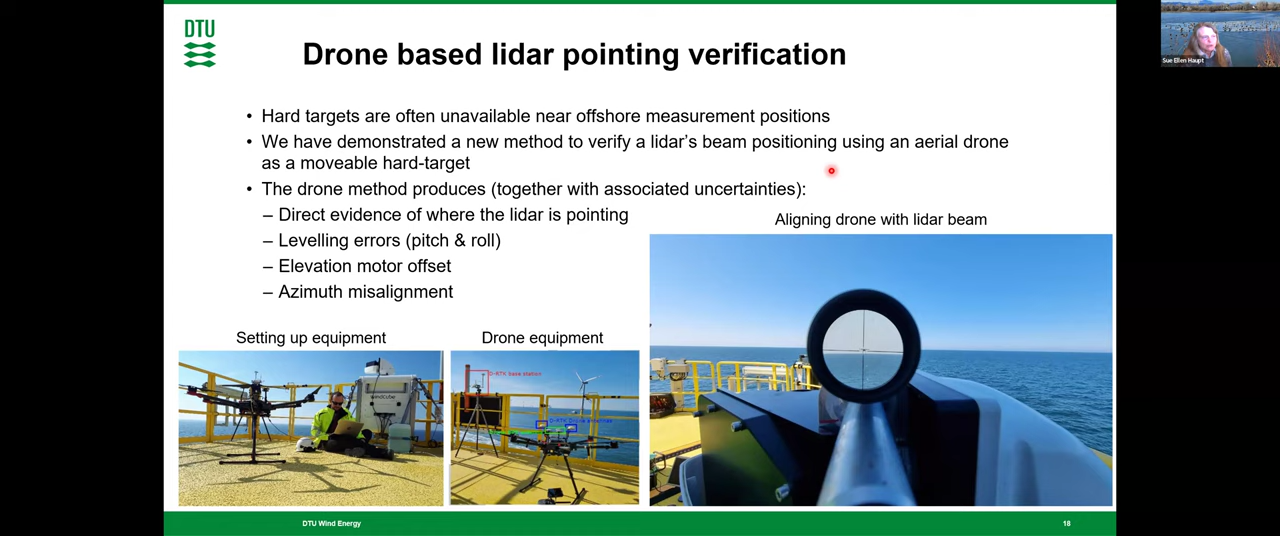 DTU
Drone based lidar pointing verification
Sue Ellen Haupt
• Hard targets are often unavailable near offshore measurement positions
• We have demonstrated a new method to verify a lidar's beam positioning using an aerial drone
as a moveable hard-target
• The drone method produces (together with associated uncertainties):
– Direct evidence of where the lidar is pointing
– Levelling errors (pitch & roll)
– Elevation motor offset
– Azimuth misalignment
Aligning drone with lidar beam
Setting up equipment
Drone equipment
D-RTK base station
windcube
DTU Wind Energy
18